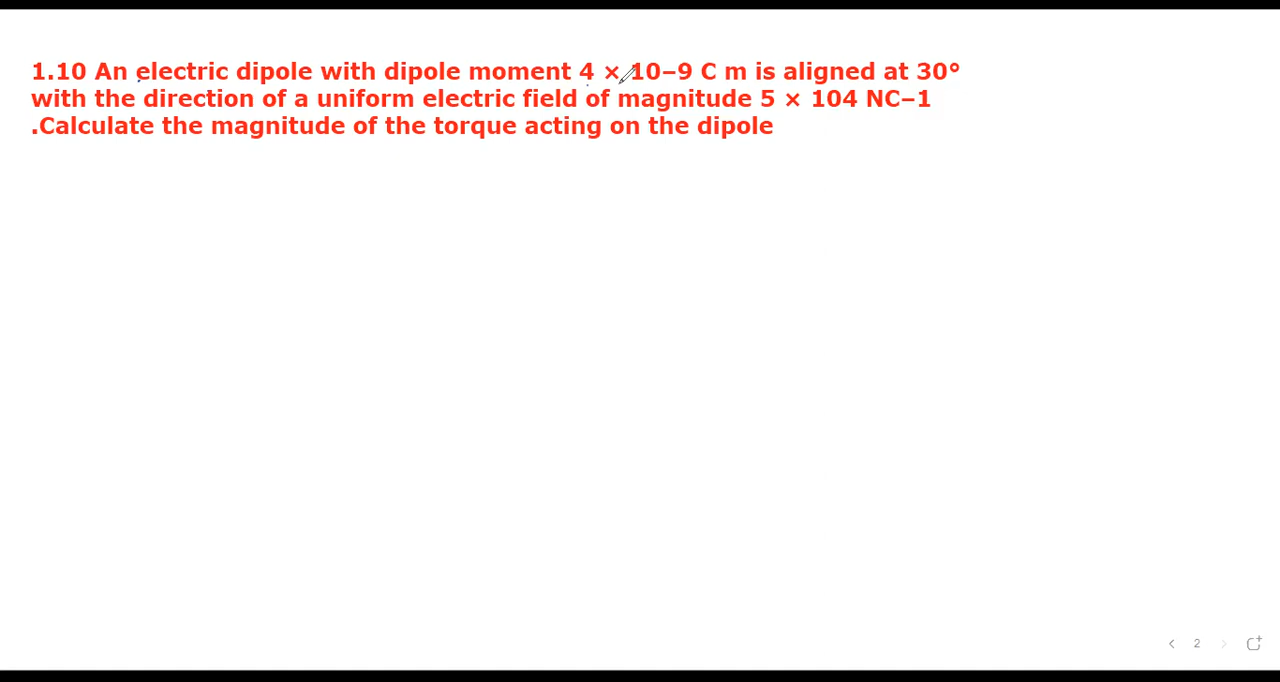 1.10 An electric dipole with dipole moment 4 × 10–9 C m is aligned at 30°
with the direction of a uniform electric field of magnitude 5 × 104 NC–1
.Calculate the magnitude of the torque acting on the dipole
2